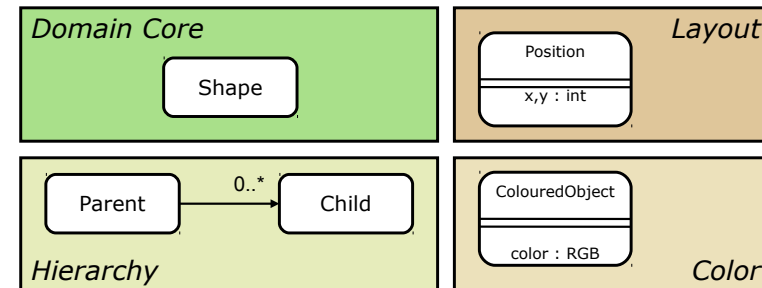 Domain Core
Shape
Layout
Position
x,y : int
Parent
0..*
Child
Hierarchy
ColouredObject
color : RGB
Color